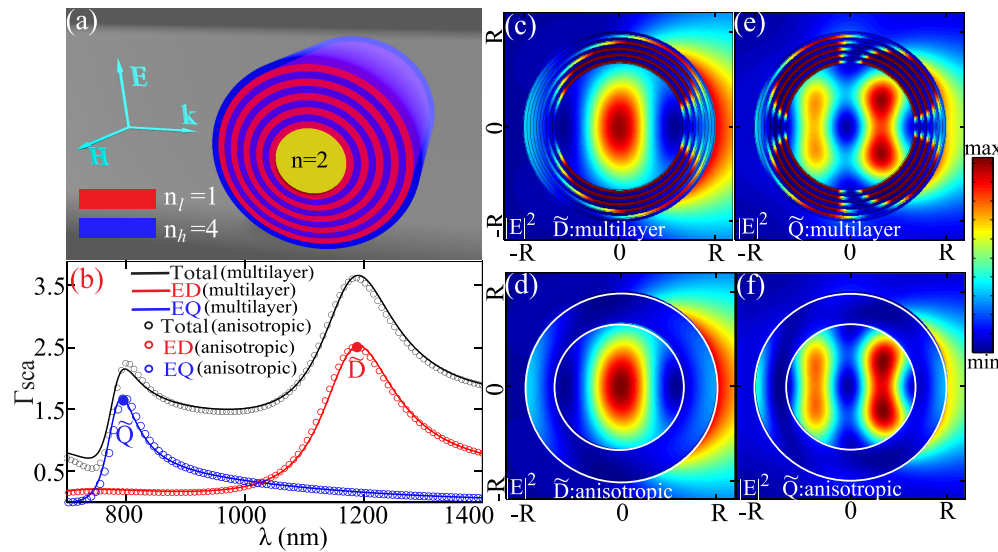 (a)
E
k
H
n=2
n_l=1
n_h=4
(b)
Total(multilayer)
ED(multilayer)
EQ(multilayer)
Total(anisotropic)
ED(anisotropic)
EQ(anisotropic)
Γsca
3.5
2.5
1.5
0.5
Q̃
D̃
800
1000
1200
1400
λ (nm)
(c)
R
0
-R
|E|²
D̃:multilayer
-R
0
R
(e)
|E|²
Q̃:multilayer
-R
0
R
(d)
R
0
-R
|E|²
D̃:anisotropic
-R
0
R
(f)
|E|²
Q̃:anisotropic
-R
0
R
max
min